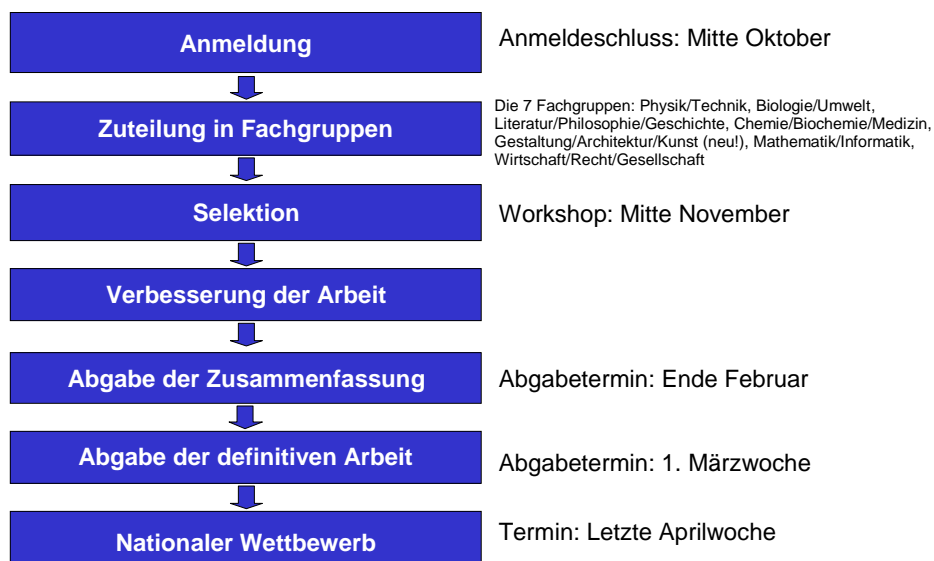 Anmeldung
Anmeldeschluss: Mitte Oktober
Zuteilung in Fachgruppen
Die 7 Fachgruppen: Physik/Technik, Biologie/Umwelt,
Literatur/Philosophie/Geschichte, Chemie/Biochemie/Medizin,
Gestaltung/Architektur/Kunst (neu!), Mathematik/Informatik,
Wirtschaft/Recht/Gesellschaft
Selektion
Workshop: Mitte November
Verbesserung der Arbeit
Abgabe der Zusammenfassung
Abgabetermin: Ende Februar
Abgabe der definitiven Arbeit
Abgabetermin: 1. Märzwoche
Nationaler Wettbewerb
Termin: Letzte Aprilwoche